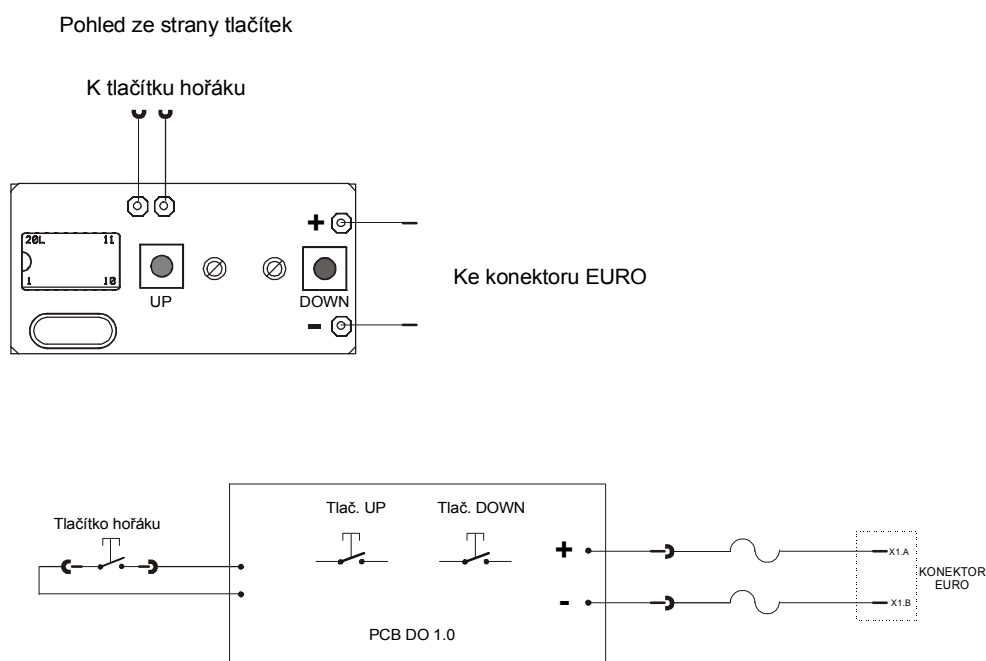 Pohled ze strany tlačítek
K tlačítku hořáku
+
20L 11
1 10
UP
DOWN
-
Ke konektoru EURO
Tlačítko hořáku
Tlač. UP
Tlač. DOWN
+
-
X1.A
X1.B
KONEKTOR
EURO
PCB DO 1.0